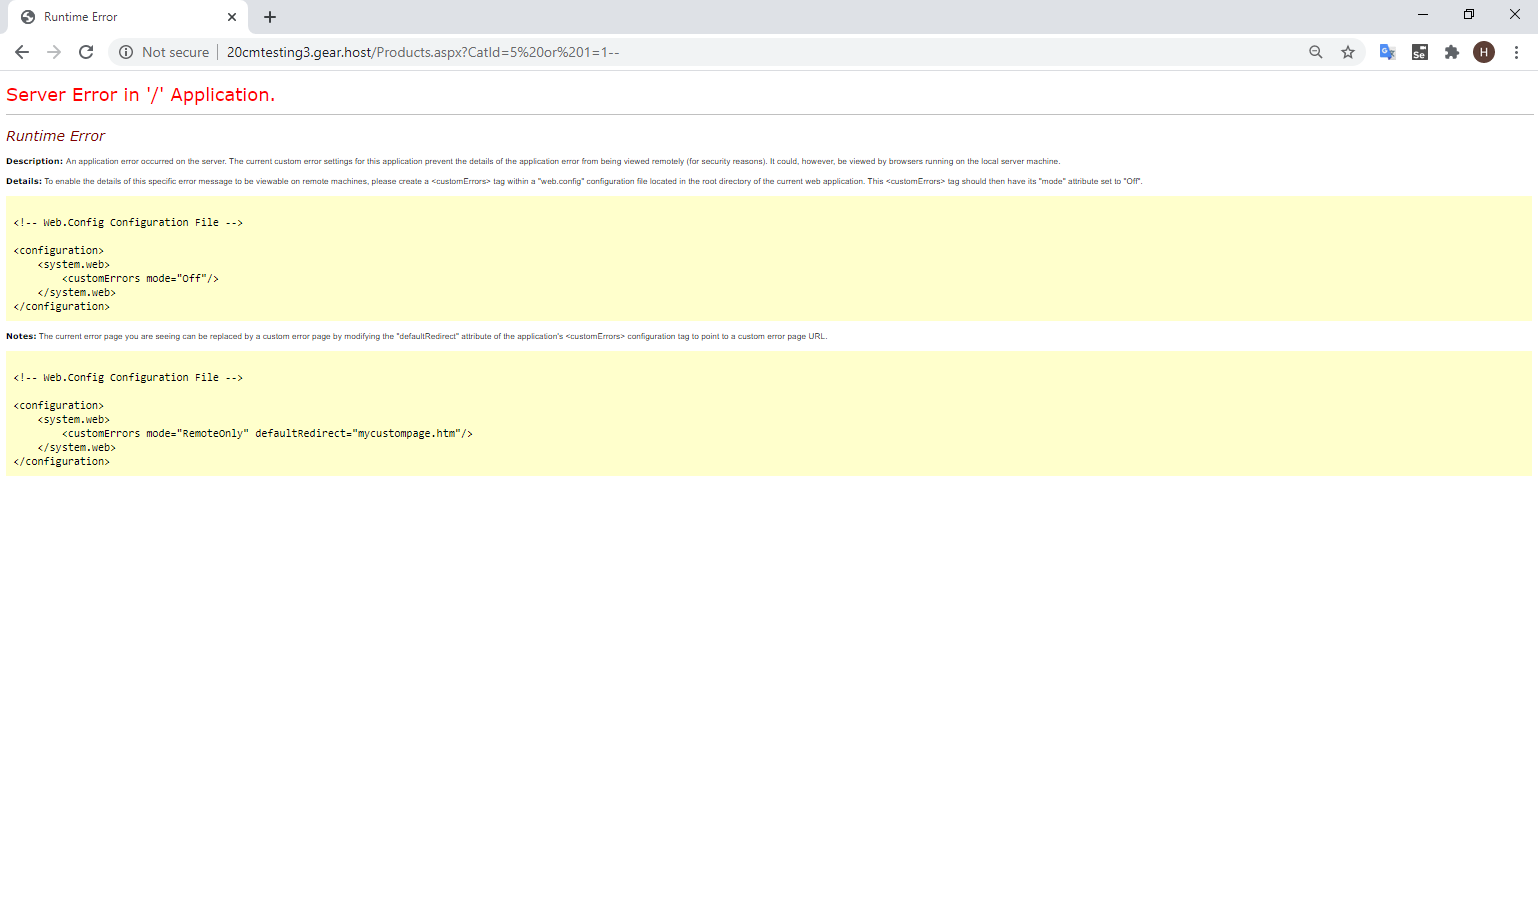 Runtime Error
Not secure
20cmtesting3.gear.host/Products.aspx?CatId=5%20or%201=1--
Se
H
Server Error in '/' Application.
Runtime Error
Description: An application error occurred on the server. The current custom error settings for this application prevent the details of the application error from being viewed remotely (for security reasons). It could, however, be viewed by browsers running on the local server machine.
Details: To enable the details of this specific error message to be viewable on remote machines, please create a <customErrors> tag within a "web.config" configuration file located in the root directory of the current web application. This <customErrors> tag should then have its "mode" attribute set to "Off".
<!-- Web.Config Configuration File -->
<configuration>
    <system.web>
        <customErrors mode="Off"/>
    </system.web>
</configuration>
Notes: The current error page you are seeing can be replaced by a custom error page by modifying the "defaultRedirect" attribute of the application's <customErrors> configuration tag to point to a custom error page URL.
<!-- Web.Config Configuration File -->
<configuration>
    <system.web>
        <customErrors mode="RemoteOnly" defaultRedirect="mycustompage.htm"/>
    </system.web>
</configuration>